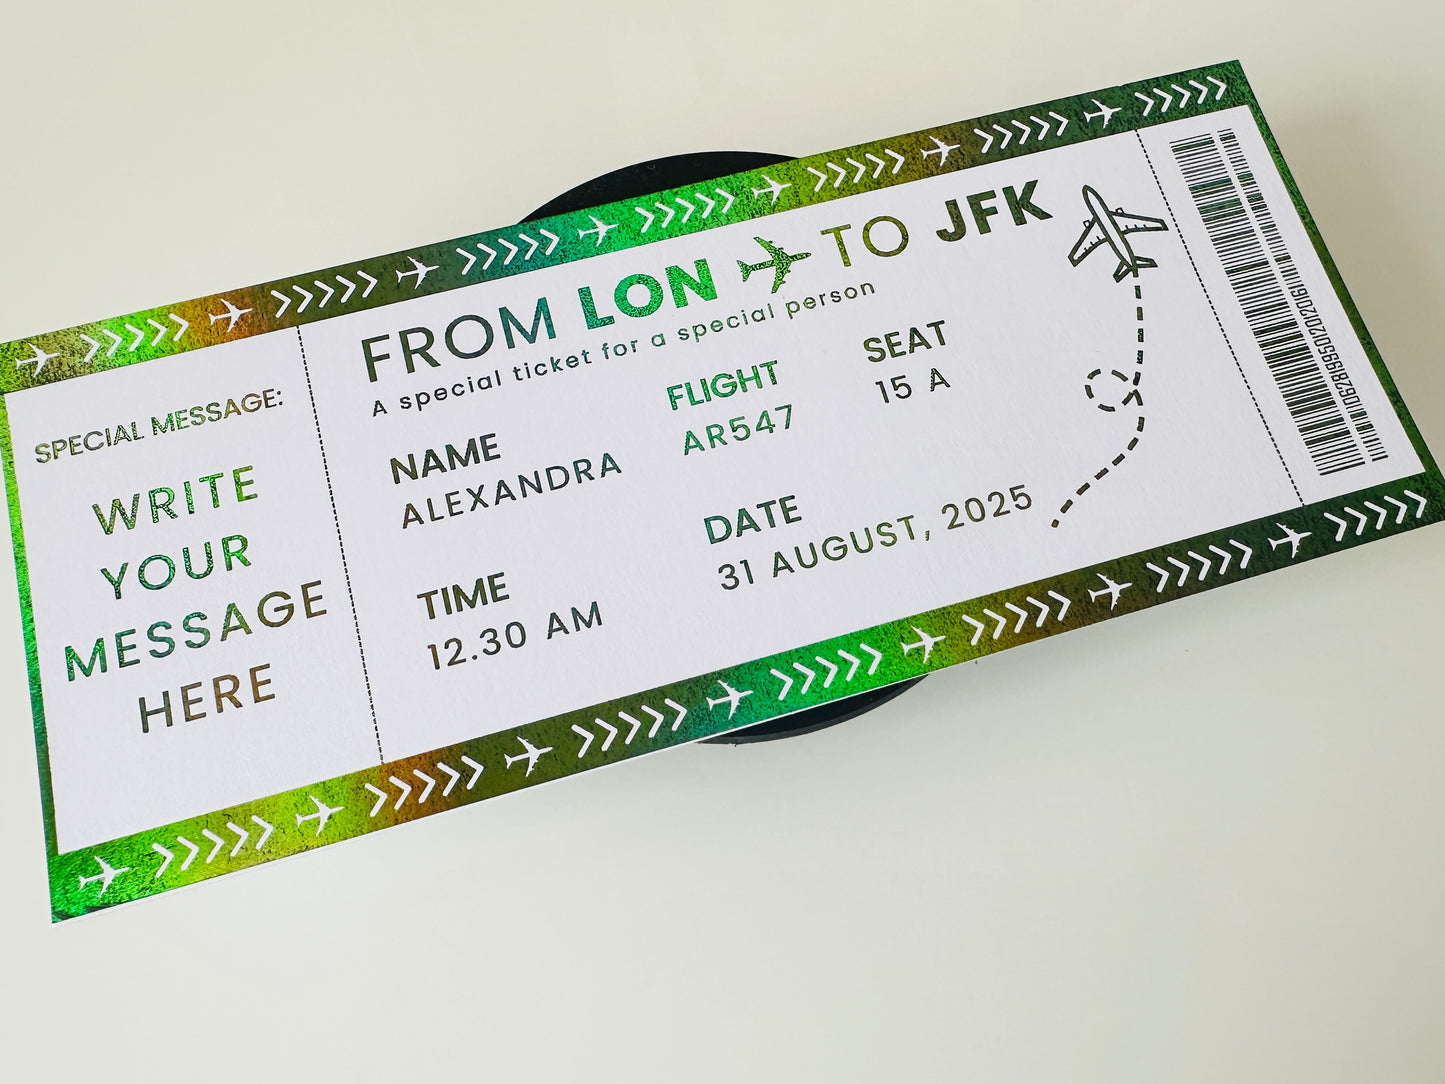 SPECIAL MESSAGE:
WRITE
YOUR
MESSAGE
HERE
FROM LON TO JFK
A special ticket for a special person
NAME
ALEXANDRA
FLIGHT
AR547
SEAT
15 A
TIME
12.30 AM
DATE
31 AUGUST, 2025